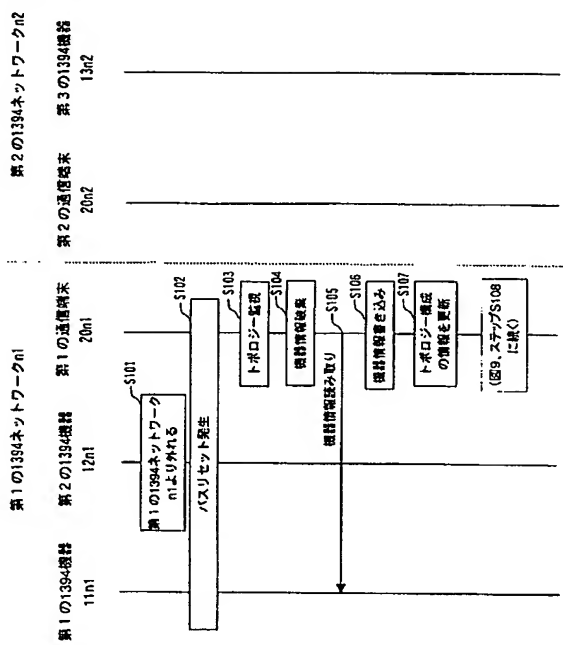 第1の1394ネットワークn1
第2の1394ネットワークn2
第1の1394機器
11n1
第2の1394機器
12n1
第1の通信端末
20n1
第2の通信端末
20n2
第3の1394機器
13n2
S101
第1の1394ネットワーク
n1より外れる
S102
バスリセット発生
S103
トポロジー監視
S104
機器情報破棄
S105
機器情報読み取り
S106
機器情報書き込み
S107
トポロジー構成
の情報を更新
(図9、ステップS108
に続く)